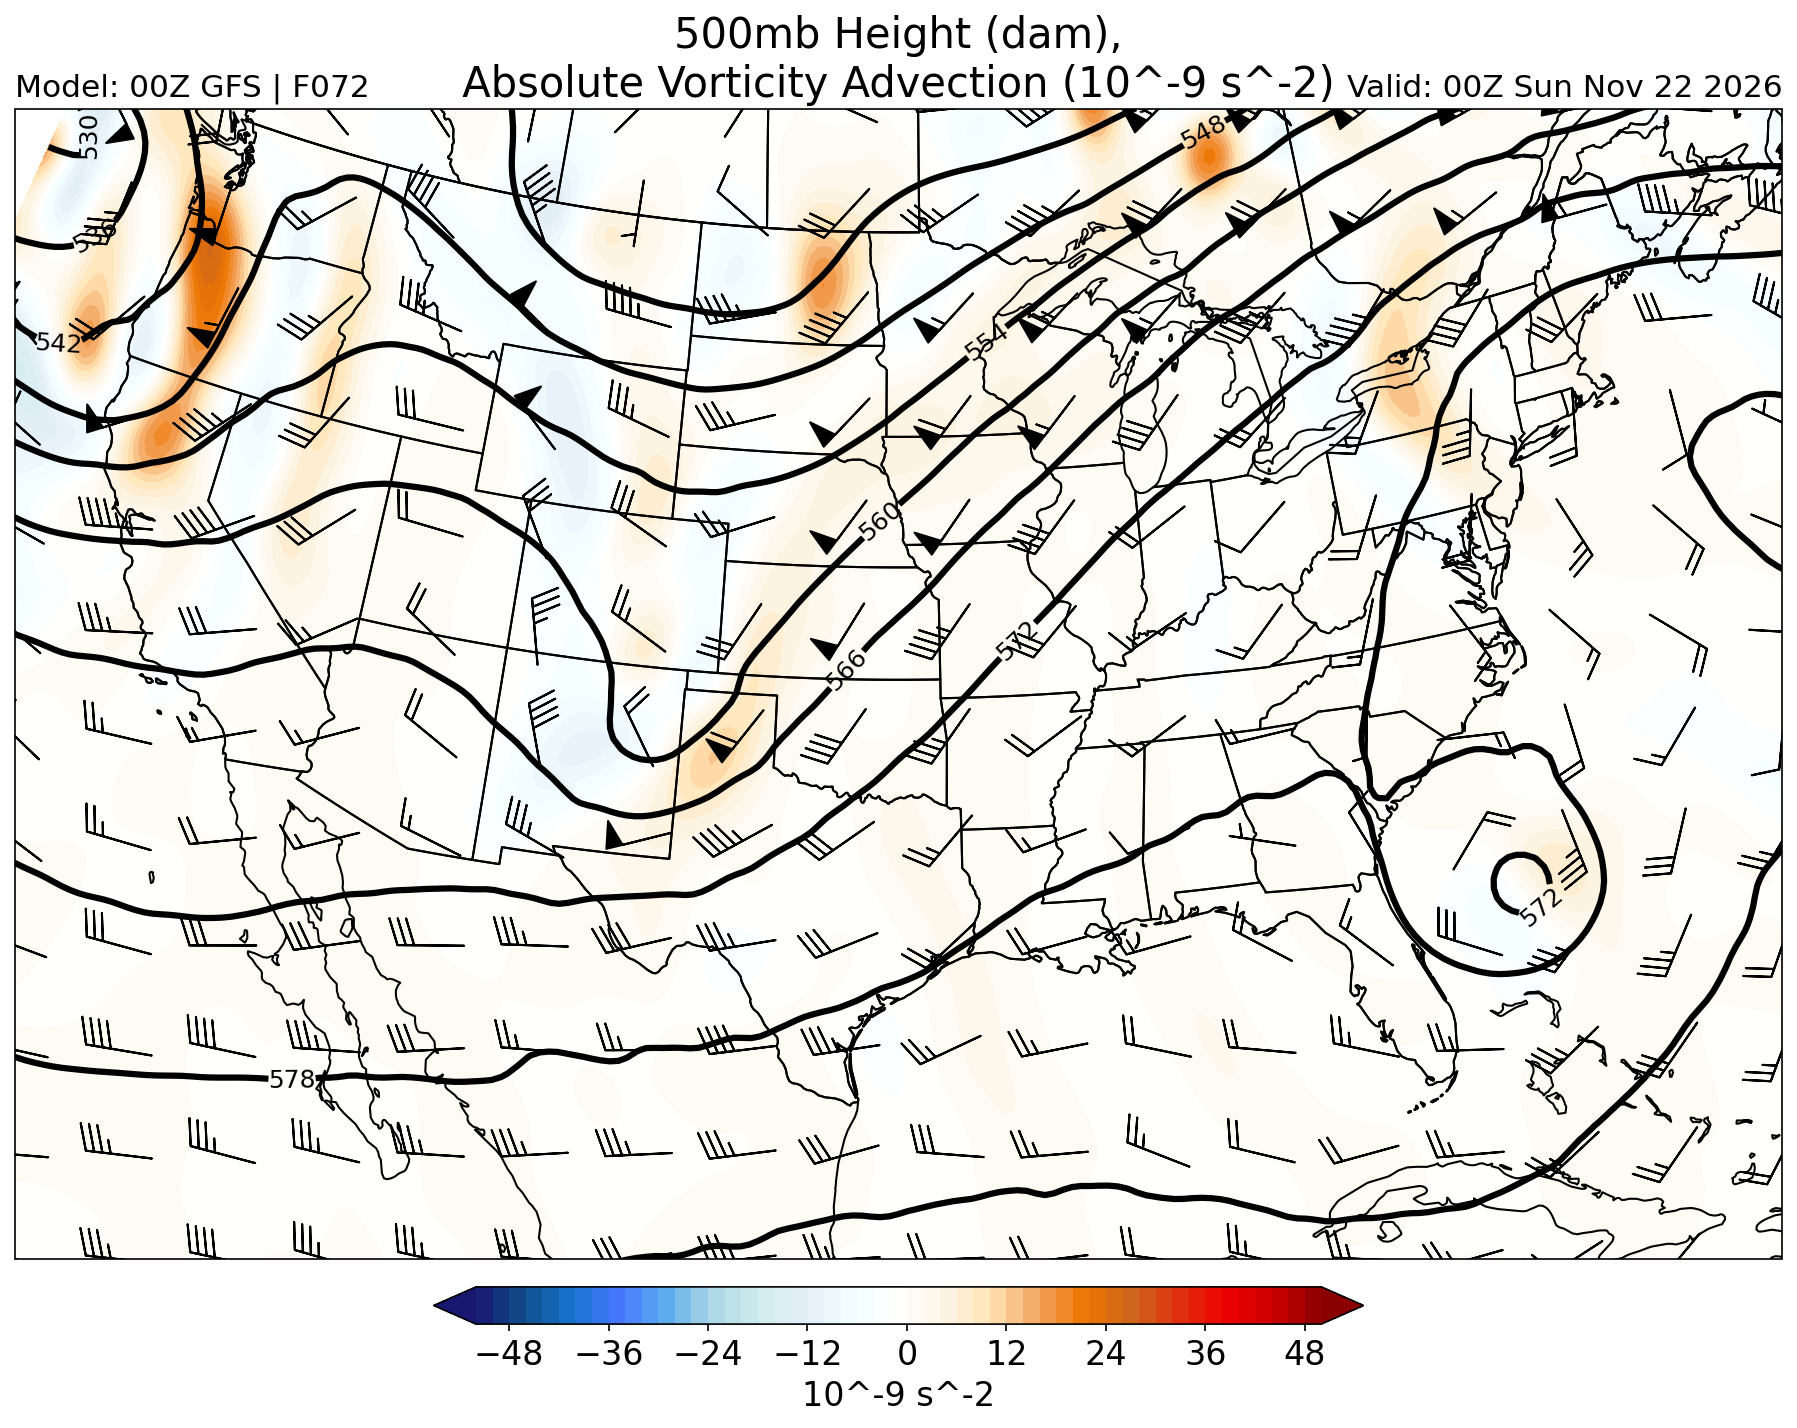 500mb Height (dam),
Model: 00Z GFS | F072
Absolute Vorticity Advection (10^-9 s^-2)
Valid: 00Z Sun Nov 22 2026
530
548
536
542
554
560
572
566
572
578
−48 −36 −24 −12 0 12 24 36 48
10^-9 s^-2